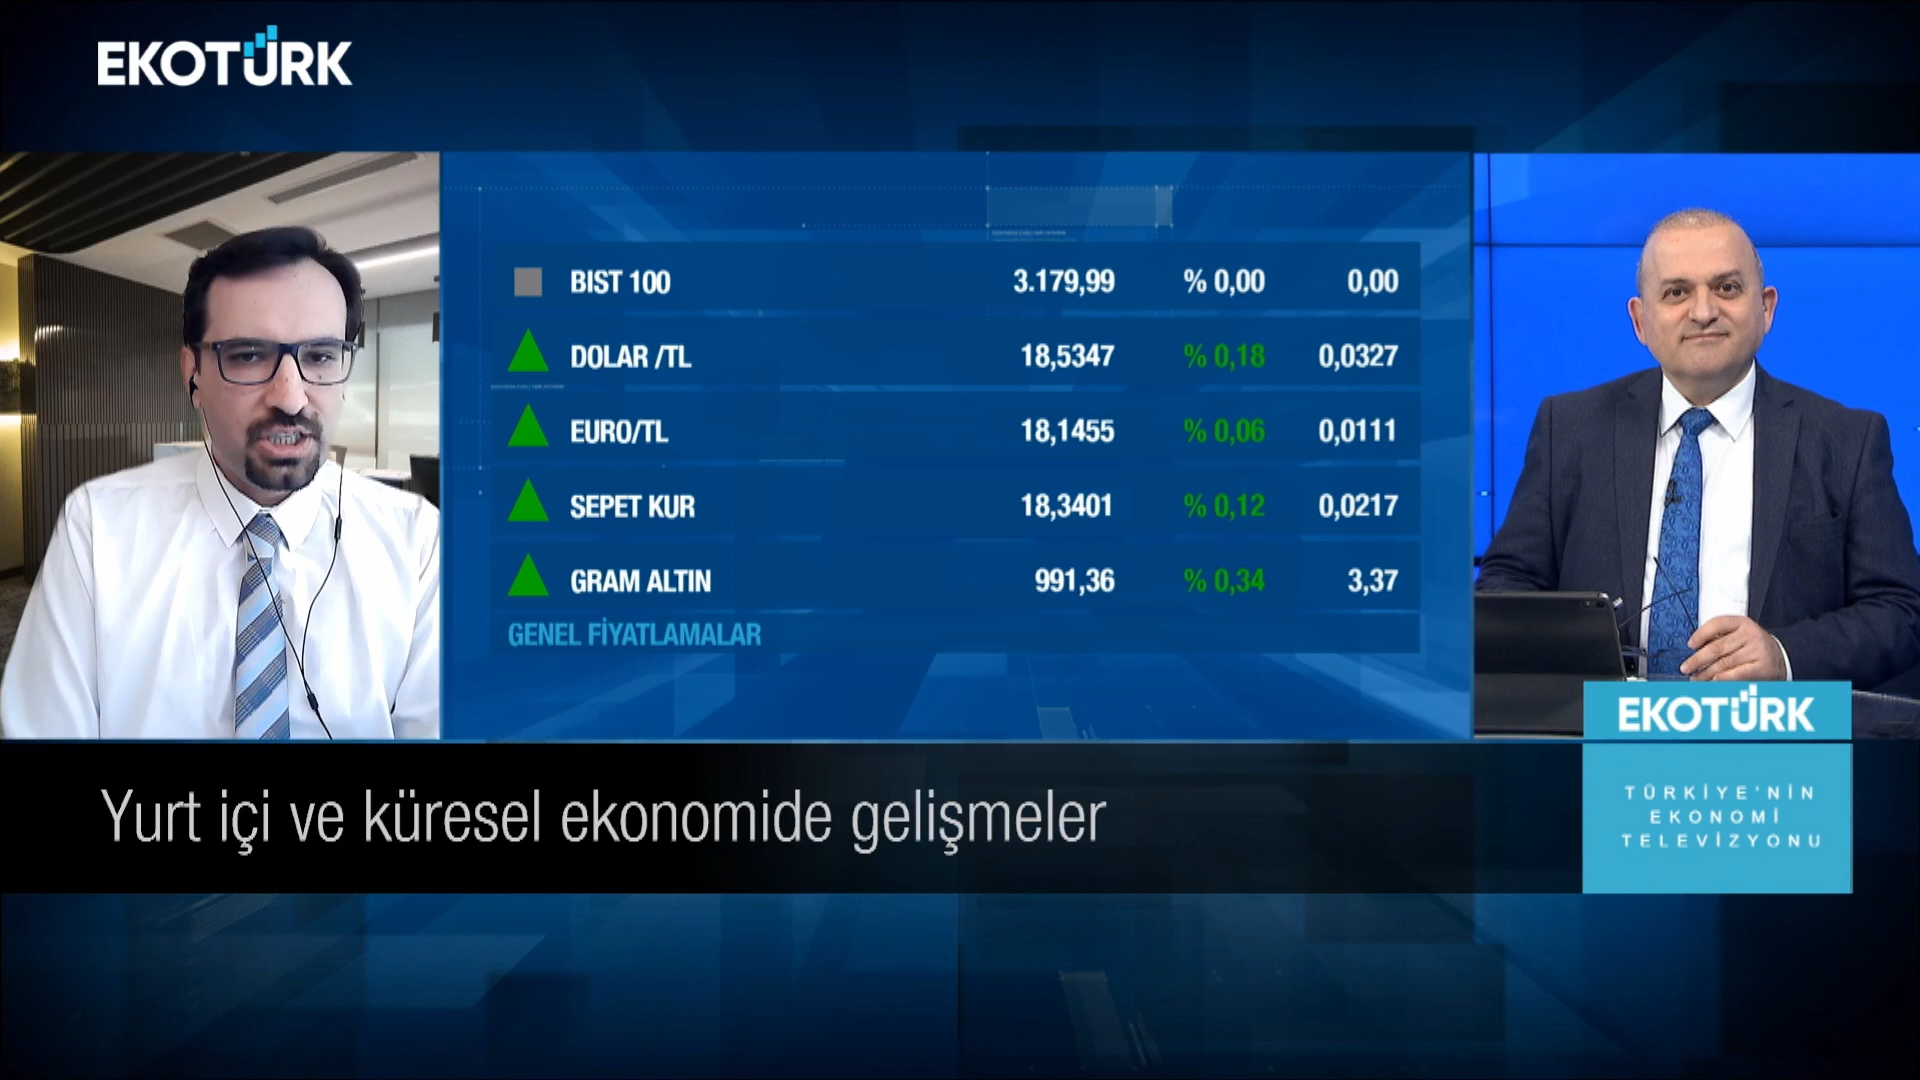 EKOTÜRK
BIST 100 3.179,99 % 0,00 0,00
DOLAR /TL 18,5347 % 0,18 0,0327
EURO/TL 18,1455 % 0,06 0,0111
SEPET KUR 18,3401 % 0,12 0,0217
GRAM ALTIN 991,36 % 0,34 3,37
GENEL FİYATLAMALAR
EKOTÜRK
Yurt içi ve küresel ekonomide gelişmeler
TÜRKİYE'NİN
EKONOMİ
TELEVİZYONU